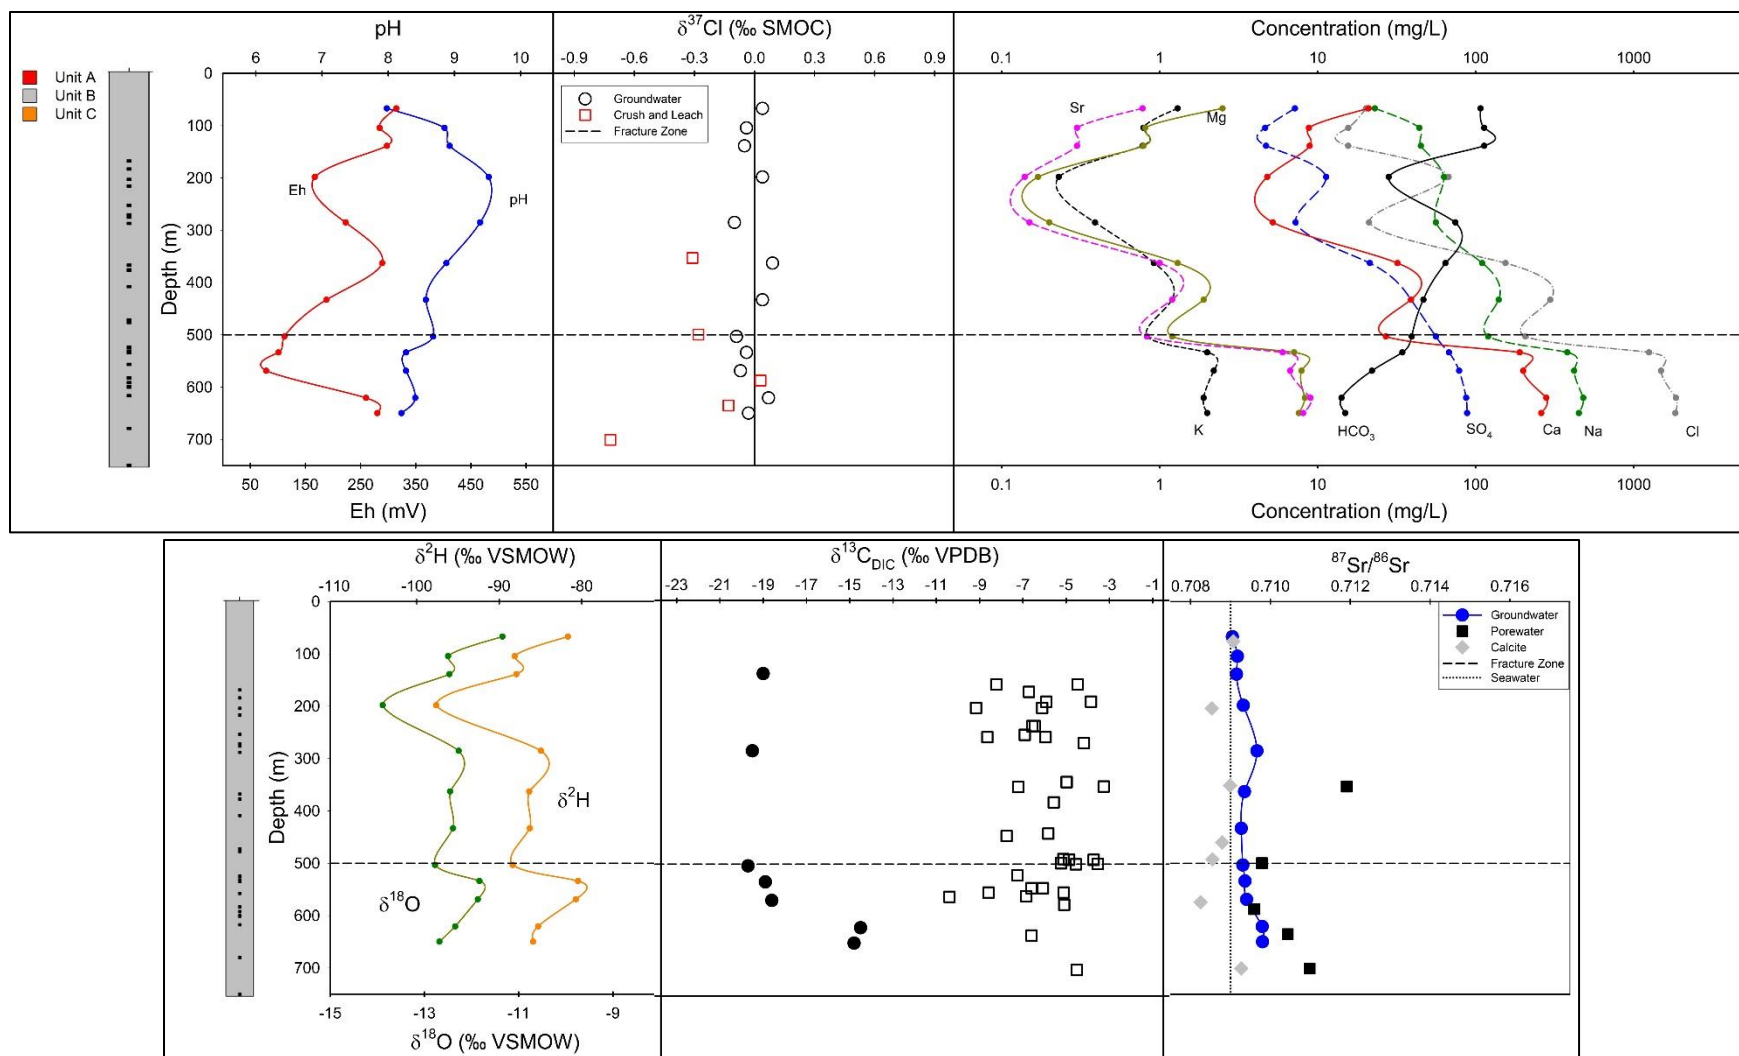 pH
δ³⁷Cl (‰ SMOC)
Concentration (mg/L)
6 7 8 9 10
-0.9 -0.6 -0.3 0.0 0.3 0.6 0.9
0.1 1 10 100 1000
Unit A
Unit B
Unit C
Depth (m)
0
100
200
300
400
500
600
700
Eh
pH
Groundwater
Crush and Leach
Fracture Zone
Sr
Mg
K
HCO₃
SO₄
Ca
Na
Cl
50 150 250 350 450 550
Eh (mV)
0.1 1 10 100 1000
Concentration (mg/L)
δ²H (‰ VSMOW)
δ¹³C_DIC (‰ VPDB)
⁸⁷Sr/⁸⁶Sr
-110 -100 -90 -80
-23 -21 -19 -17 -15 -13 -11 -9 -7 -5 -3 -1
0.708 0.710 0.712 0.714 0.716
Depth (m)
0
100
200
300
400
500
600
700
δ²H
δ¹⁸O
Groundwater
Porewater
Calcite
Fracture Zone
Seawater
-15 -13 -11 -9
δ¹⁸O (‰ VSMOW)